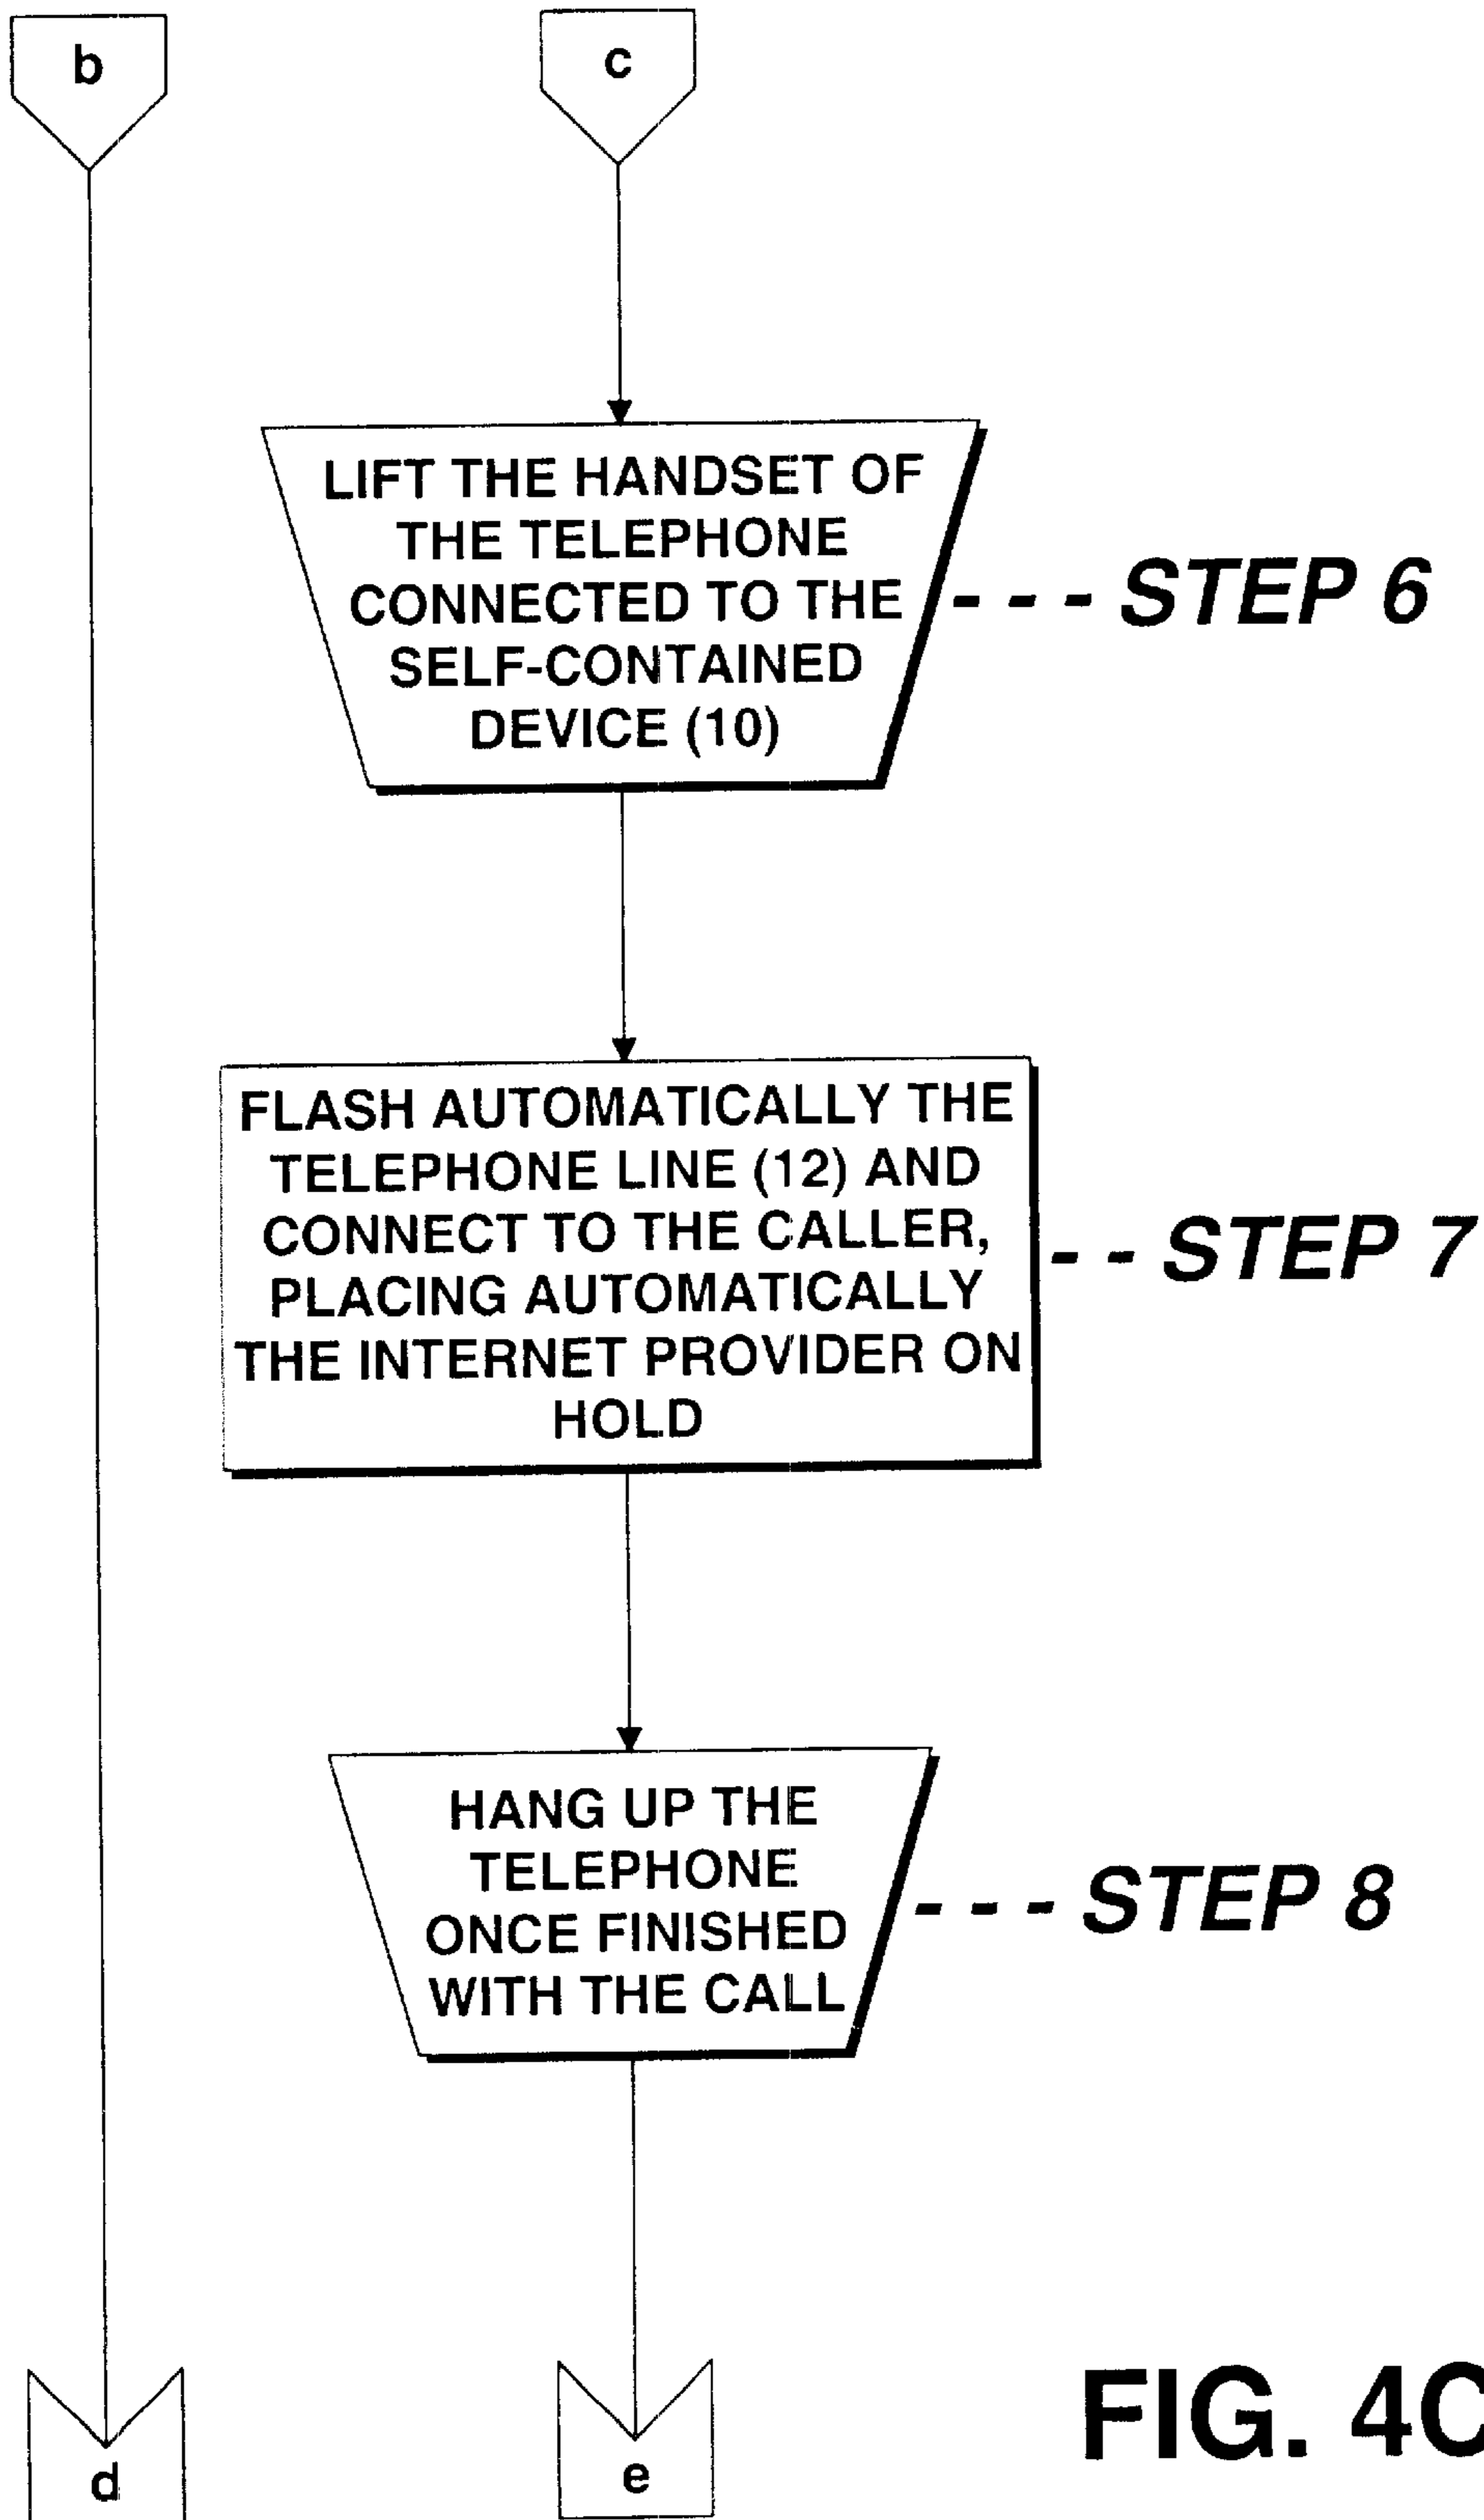 b
c
LIFT THE HANDSET OF
THE TELEPHONE
CONNECTED TO THE
SELF-CONTAINED
DEVICE (10)
--- STEP 6
FLASH AUTOMATICALLY THE
TELEPHONE LINE (12) AND
CONNECT TO THE CALLER,
PLACING AUTOMATICALLY
THE INTERNET PROVIDER ON
HOLD
-- STEP 7
HANG UP THE
TELEPHONE
ONCE FINISHED
WITH THE CALL
--- STEP 8
d
e
FIG. 4C